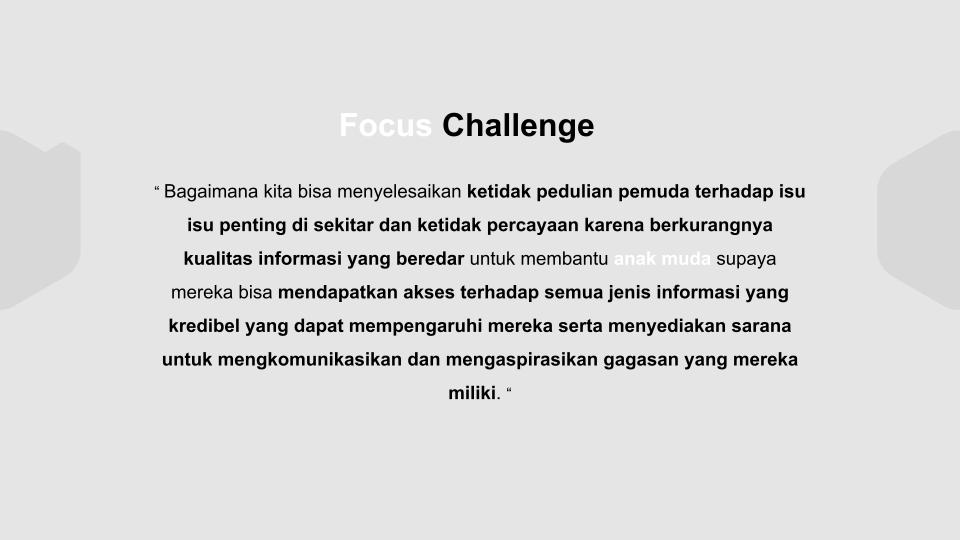 Focus Challenge
“ Bagaimana kita bisa menyelesaikan ketidak pedulian pemuda terhadap isu
isu penting di sekitar dan ketidak percayaan karena berkurangnya
kualitas informasi yang beredar untuk membantu anak muda supaya
mereka bisa mendapatkan akses terhadap semua jenis informasi yang
kredibel yang dapat mempengaruhi mereka serta menyediakan sarana
untuk mengkomunikasikan dan mengaspirasikan gagasan yang mereka
miliki. “